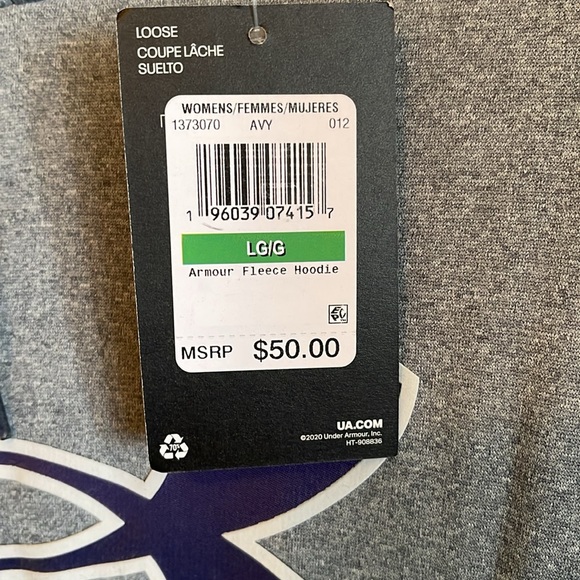 LOOSE
COUPE LÂCHE
SUELTO
WOMENS/FEMMES/MUJERES
1373070 AVY 012
1 96039 07415 7
LG/G
Armour Fleece Hoodie
MSRP $50.00
UA.COM
©2020 Under Armour, Inc.
HT-908836
70%